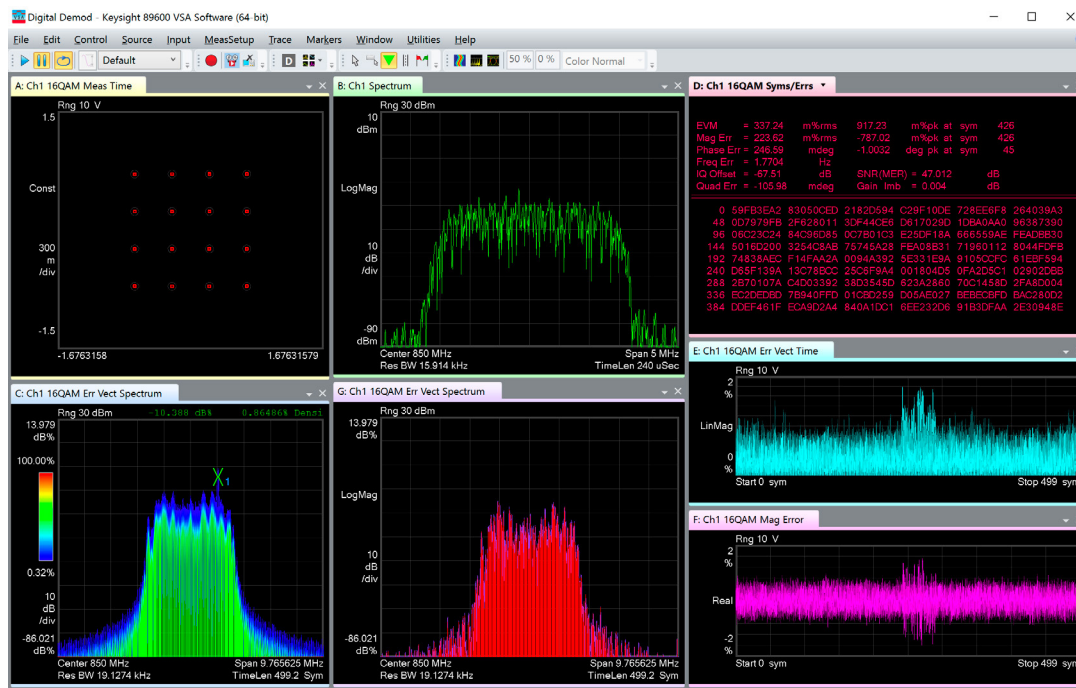 Digital Demod - Keysight 89600 VSA Software (64-bit)
File Edit Control Source Input MeasSetup Trace Markers Window Utilities Help
Default D 50 % 0 % Color Normal
A: Ch1 16QAM Meas Time
Rng 10 V
1.5
Const
300
m
/div
-1.5
-1.6763158 1.67631579
B: Ch1 Spectrum
Rng 30 dBm
10
dBm
LogMag
10
dB
/div
-90
dBm
Center 850 MHz Span 5 MHz
Res BW 15.914 kHz TimeLen 240 uSec
D: Ch1 16QAM Syms/Errs
EVM = 337.24 m%rms 917.23 m%pk at sym 426
Mag Err = 223.62 m%rms -787.02 m%pk at sym 426
Phase Err = 246.59 mdeg -1.0032 deg pk at sym 45
Freq Err = 1.7704 Hz
IQ Offset = -67.51 dB SNR(MER) = 47.012 dB
Quad Err = -105.98 mdeg Gain Imb = 0.004 dB
0 59FB3EA2 83050CED 2182D594 C29F10DE 728EE6F8 264039A3
48 0D7979FB 2F628011 3DF44CE6 D617029D 1DBA0AA0 96387390
96 06C23C24 84C96D85 0C7B01C3 E25DF18A 666559AE FEADBB30
144 5016D200 3254C8AB 75745A28 FEA08B31 71960112 8044FDFB
192 74838AEC F14FAA2A 0094A392 5E331E9A 9105CCFC 61EBF594
240 D65F139A 13C78BCC 25C6F9A4 001804D5 0FA2D5C1 02902DBB
288 2B70107A C4D03392 38D3545D 623A2860 70C1458D 2FA8D004
336 EC2DEDBD 7B940FFD 01CBD259 D05AE027 BEBECBFD BAC280D2
384 DDEF461F ECA9D2A4 840A1DC1 6EE232D6 91B3DFAA 2E30948E
C: Ch1 16QAM Err Vect Spectrum
Rng 30 dBm -10.388 dB% 0.86486% Densi
13.979
dB%
100.00%
1
0.32%
10
dB
/div
-86.021
dB%
Center 850 MHz Span 9.765625 MHz
Res BW 19.1274 kHz TimeLen 499.2 Sym
G: Ch1 16QAM Err Vect Spectrum
Rng 30 dBm
13.979
dB%
LogMag
10
dB
/div
-86.021
dB%
Center 850 MHz Span 9.765625 MHz
Res BW 19.1274 kHz TimeLen 499.2 Sym
E: Ch1 16QAM Err Vect Time
Rng 10 V
2
%
LinMag
0
%
Start 0 sym Stop 499 sym
F: Ch1 16QAM Mag Error
Rng 10 V
2
%
Real
-2
%
Start 0 sym Stop 499 sym